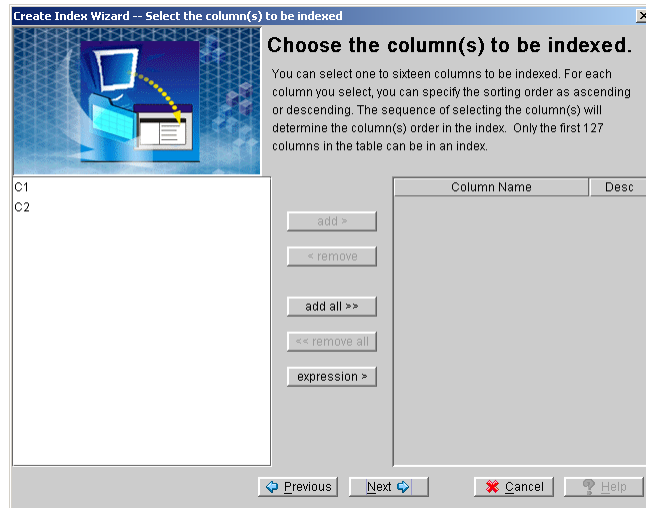 Create Index Wizard -- Select the column(s) to be indexed
Choose the column(s) to be indexed.
You can select one to sixteen columns to be indexed. For each
column you select, you can specify the sorting order as ascending
or descending. The sequence of selecting the column(s) will
determine the column(s) order in the index. Only the first 127
columns in the table can be in an index.
C1
C2
add >
< remove
add all >>
<< remove all
expression >
Column Name Desc
Previous Next Cancel Help